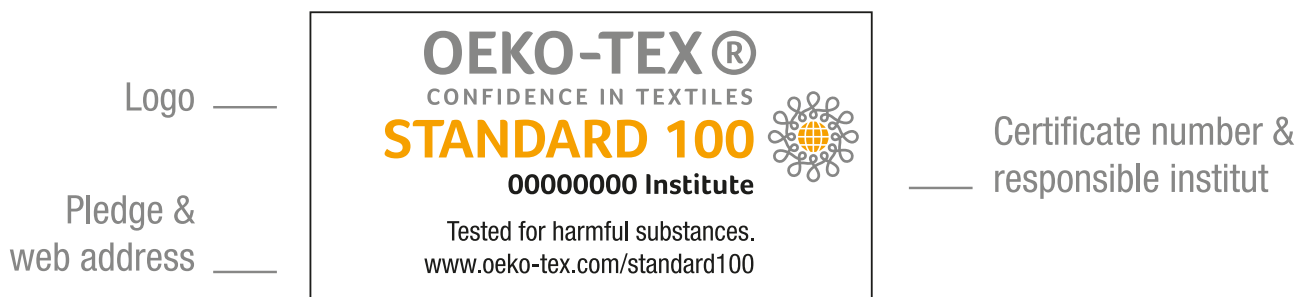 Logo
Pledge &
web address
OEKO-TEX®
CONFIDENCE IN TEXTILES
STANDARD 100
00000000 Institute
Tested for harmful substances.
www.oeko-tex.com/standard100
Certificate number &
responsible institut